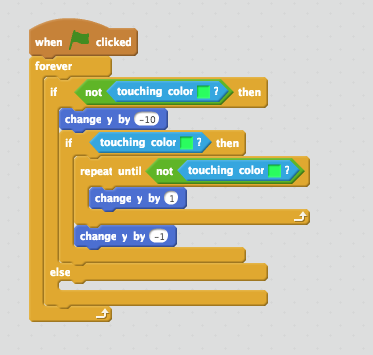 when clicked
forever
if not touching color ? then
change y by -10
if touching color ? then
repeat until not touching color ?
change y by 1
change y by -1
else